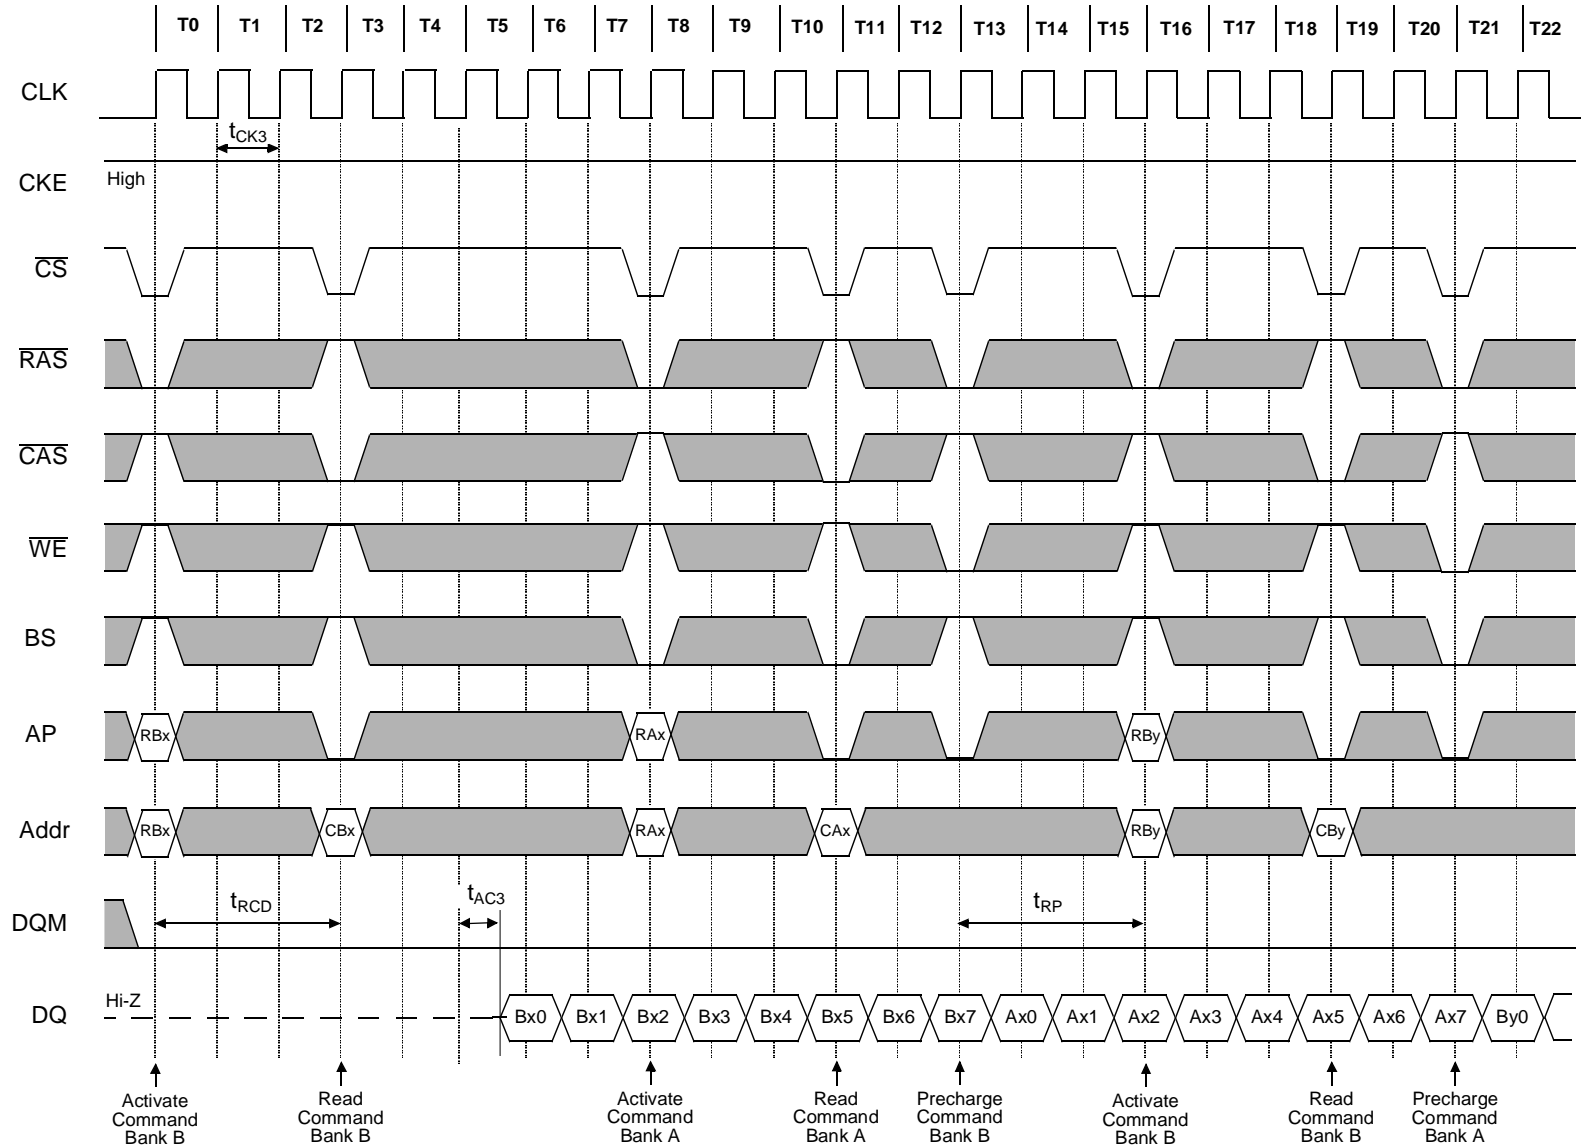 T0 T1 T2 T3 T4 T5 T6 T7 T8 T9 T10 T11 T12 T13 T14 T15 T16 T17 T18 T19 T20 T21 T22
CLK
tCK3
CKE High
CS
RAS
CAS
WE
BS
AP RBx RAx RBy
Addr RBx CBx RAx CAx RBy CBy
DQM tRCD tAC3 tRP
DQ Hi-Z Bx0 Bx1 Bx2 Bx3 Bx4 Bx5 Bx6 Bx7 Ax0 Ax1 Ax2 Ax3 Ax4 Ax5 Ax6 Ax7 By0
Activate
Command
Bank B
Read
Command
Bank B
Activate
Command
Bank A
Read
Command
Bank A
Precharge
Command
Bank B
Activate
Command
Bank B
Read
Command
Bank B
Precharge
Command
Bank A